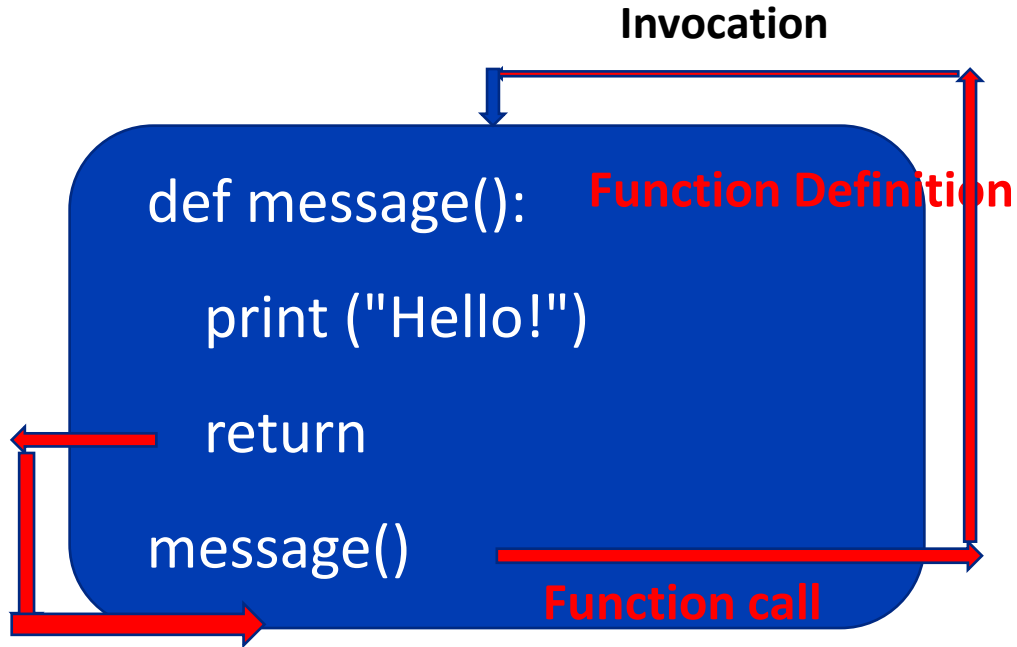 Invocation
def message():
Function Definition
print ("Hello!")
return
message()
Function call